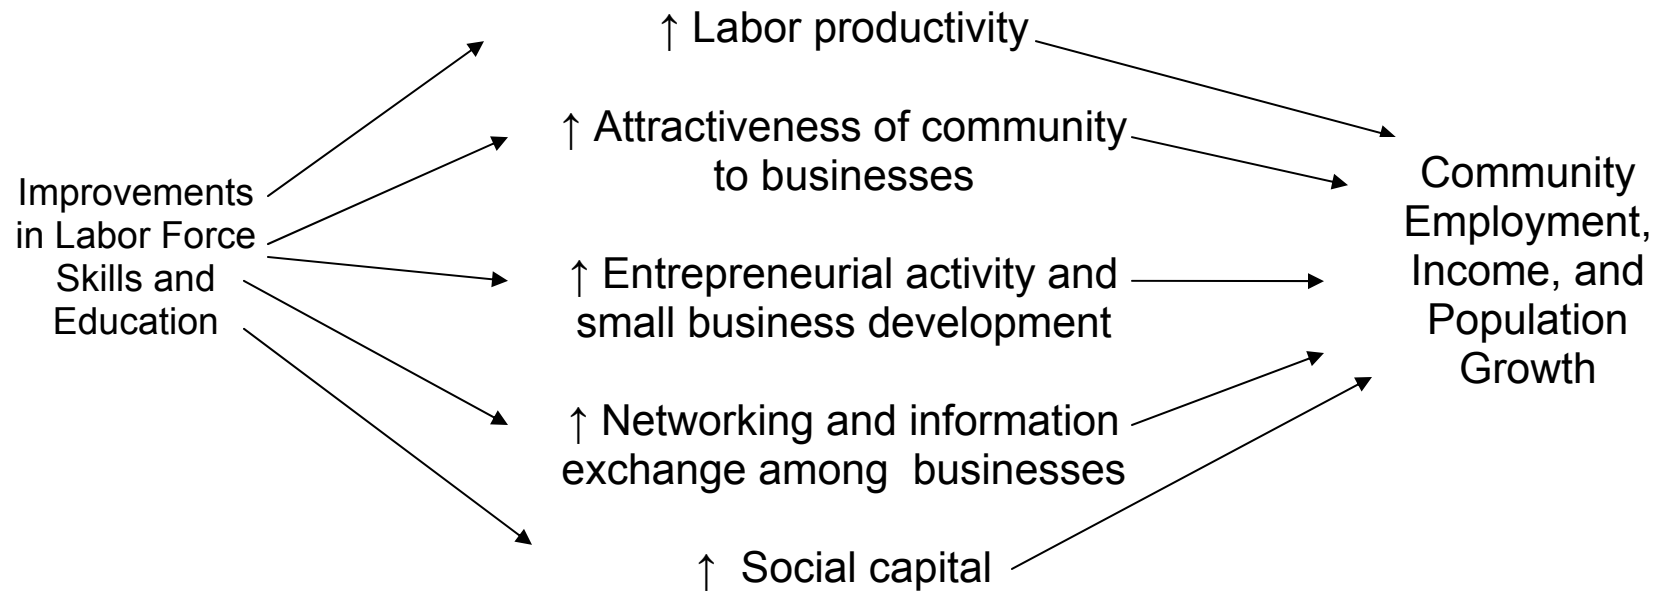 Improvements
in Labor Force
Skills and
Education
↑ Labor productivity
↑ Attractiveness of community
to businesses
↑ Entrepreneurial activity and
small business development
↑ Networking and information
exchange among  businesses
↑  Social capital
Community
Employment,
Income, and
Population
Growth